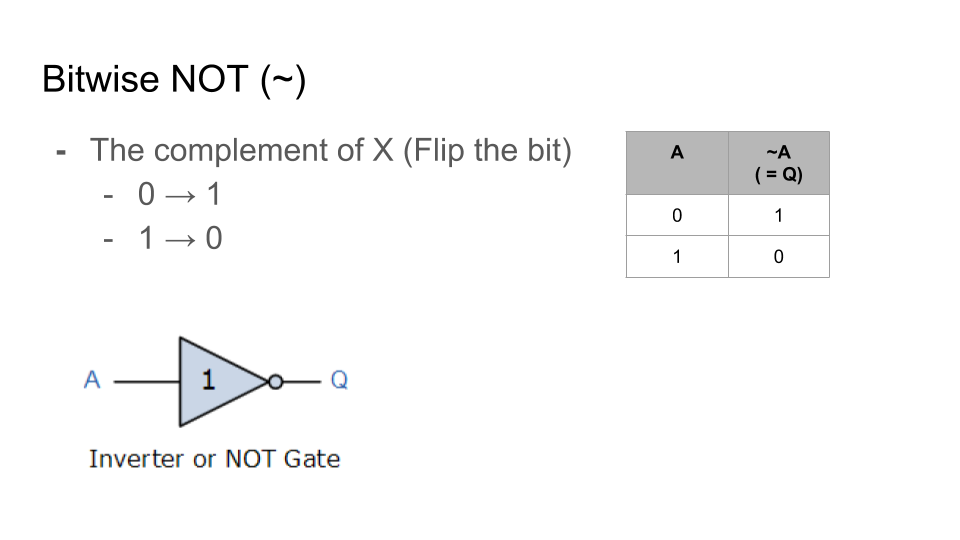 Bitwise NOT (~)
- The complement of X (Flip the bit)
- 0 → 1
- 1 → 0
A ~A
( = Q)
0 1
1 0
A 1 Q
Inverter or NOT Gate